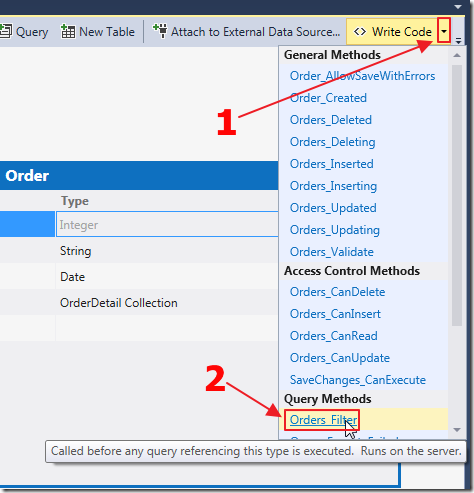 Query
New Table
Attach to External Data Source...
<> Write Code
1
General Methods
Order_AllowSaveWithErrors
Order_Created
Orders_Deleted
Orders_Deleting
Orders_Inserted
Orders_Inserting
Orders_Updated
Orders_Updating
Orders_Validate
Order
Type
Integer
String
Date
OrderDetail Collection
Access Control Methods
Orders_CanDelete
Orders_CanInsert
Orders_CanRead
Orders_CanUpdate
SaveChanges_CanExecute
2
Query Methods
Orders_Filter
Called before any query referencing this type is executed. Runs on the server.